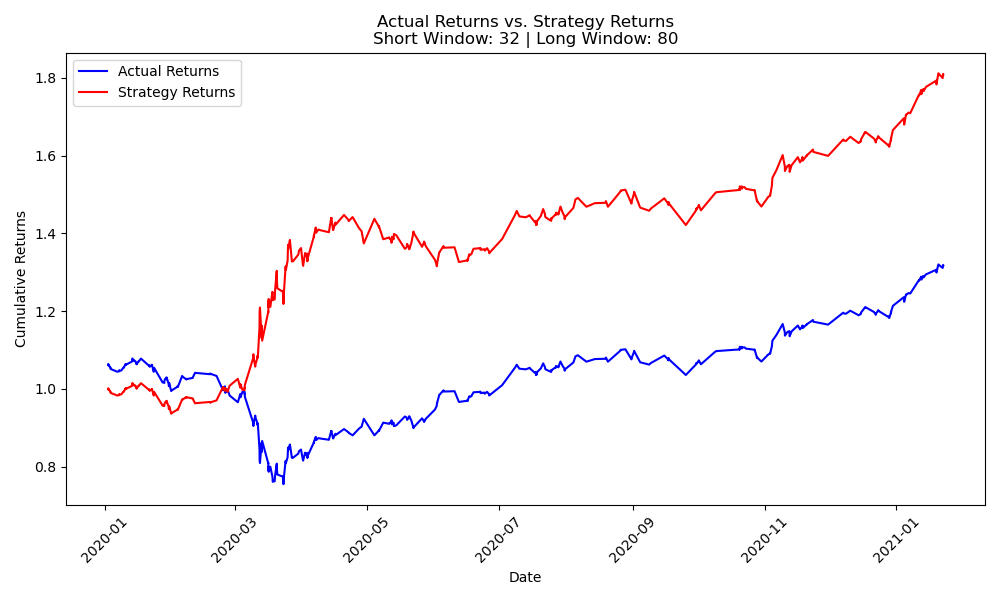 Actual Returns vs. Strategy Returns
Short Window: 32 | Long Window: 80
Actual Returns
Strategy Returns
Cumulative Returns
1.8
1.6
1.4
1.2
1.0
0.8
2020-01
2020-03
2020-05
2020-07
2020-09
2020-11
2021-01
Date